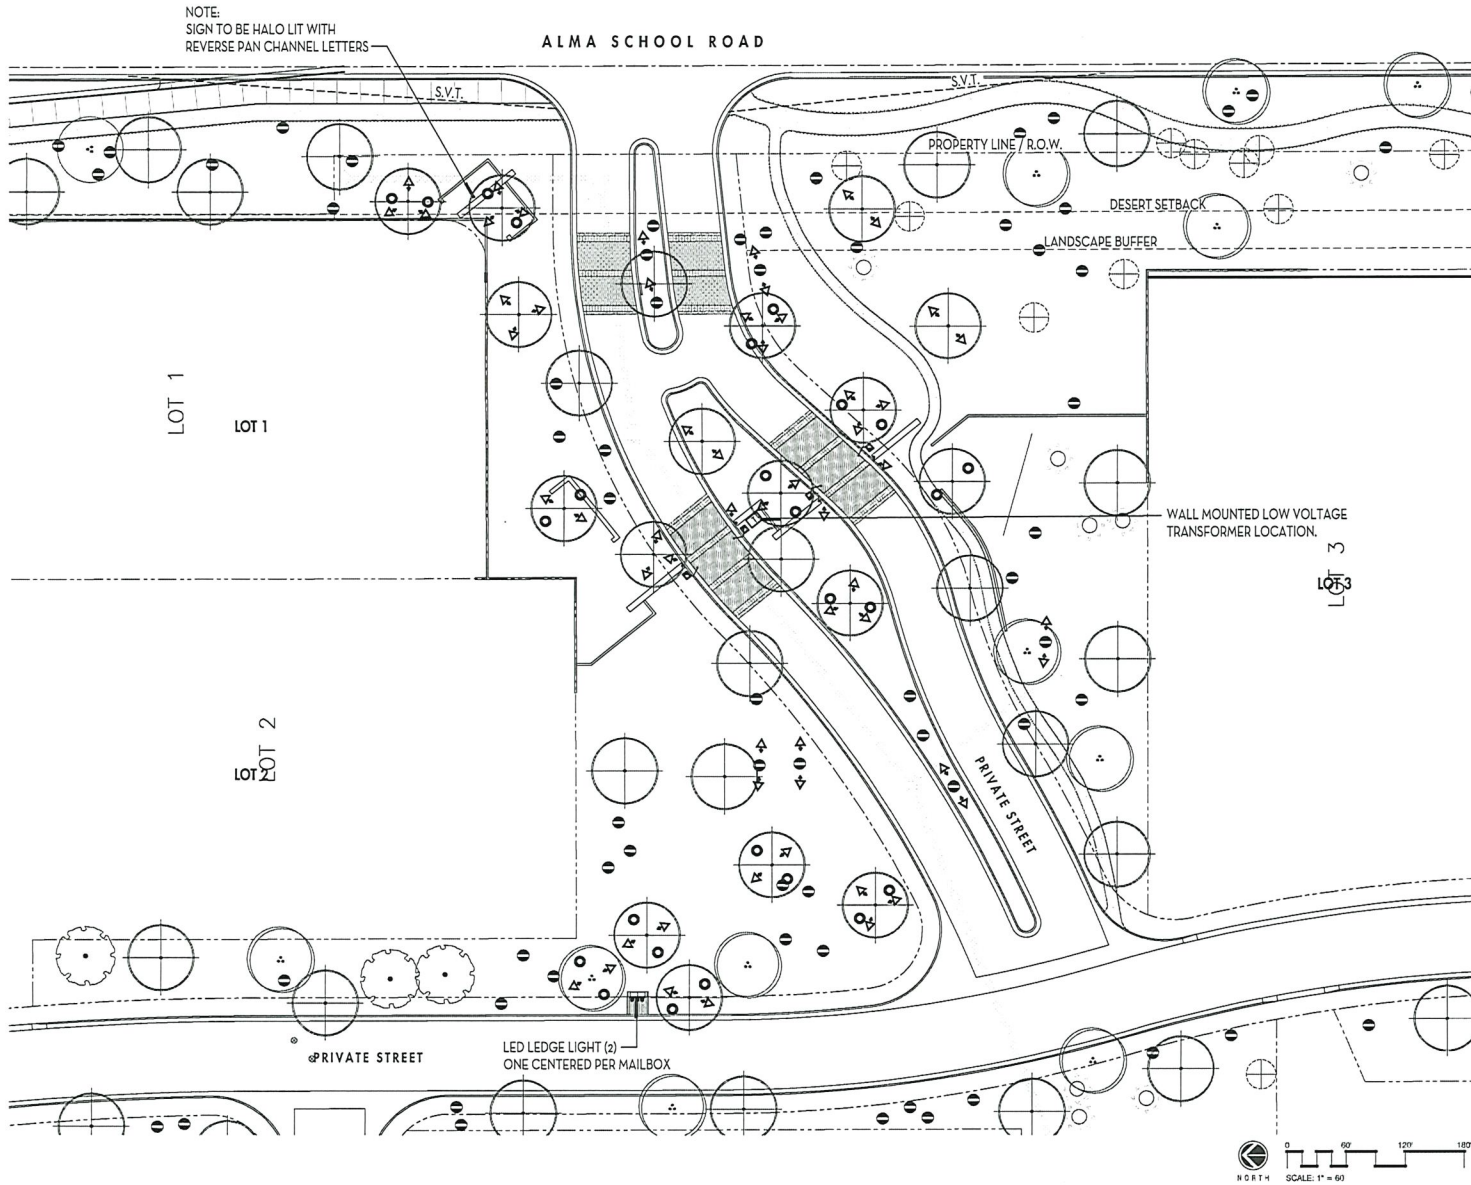 NOTE:
SIGN TO BE HALO LIT WITH
REVERSE PAN CHANNEL LETTERS
ALMA SCHOOL ROAD
S.V.T.
S.V.T.
PROPERTY LINE / R.O.W.
DESERT SETBACK
LANDSCAPE BUFFER
LOT 1
LOT 1
WALL MOUNTED LOW VOLTAGE
TRANSFORMER LOCATION.
LOT 3
LOT 3
LOT 2
LOT 2
PRIVATE STREET
LED LEDGE LIGHT (2)
ONE CENTERED PER MAILBOX
PRIVATE STREET
NORTH
0 60' 120' 180'
SCALE: 1" = 60'